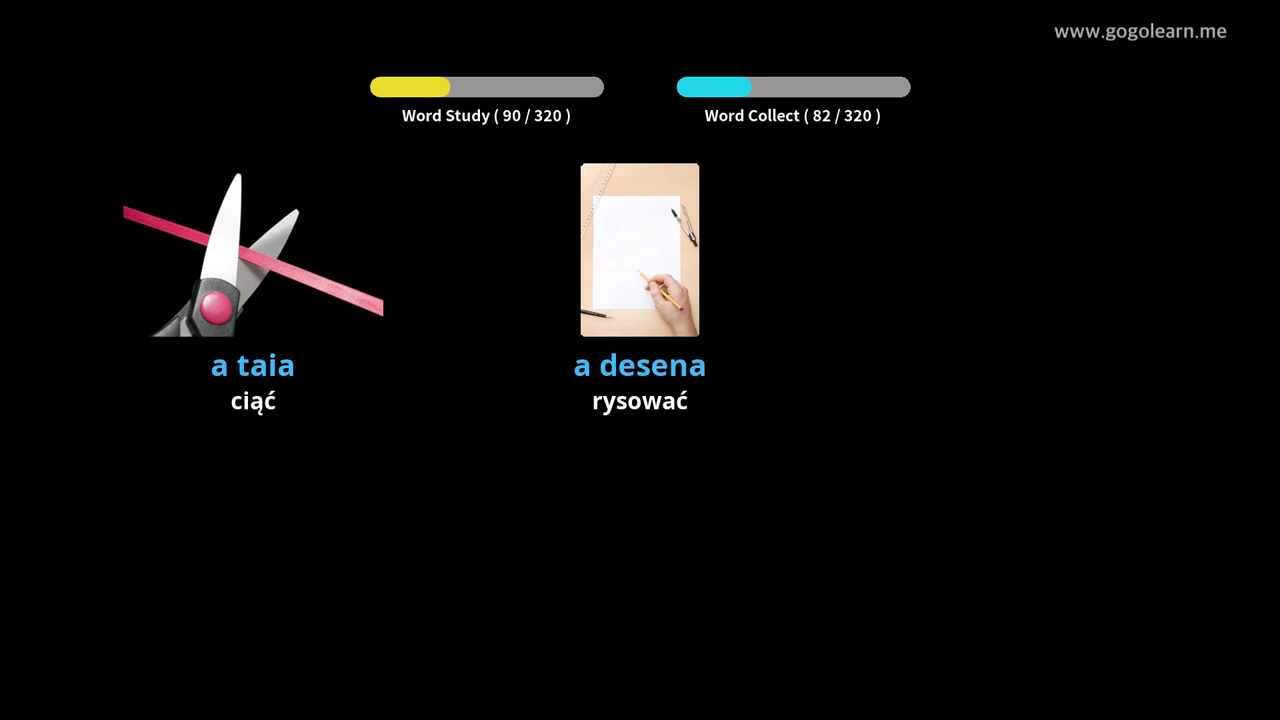 www.gogolearn.me
Word Study ( 90 / 320 )
Word Collect ( 82 / 320 )
a taia
ciąć
a desena
rysować